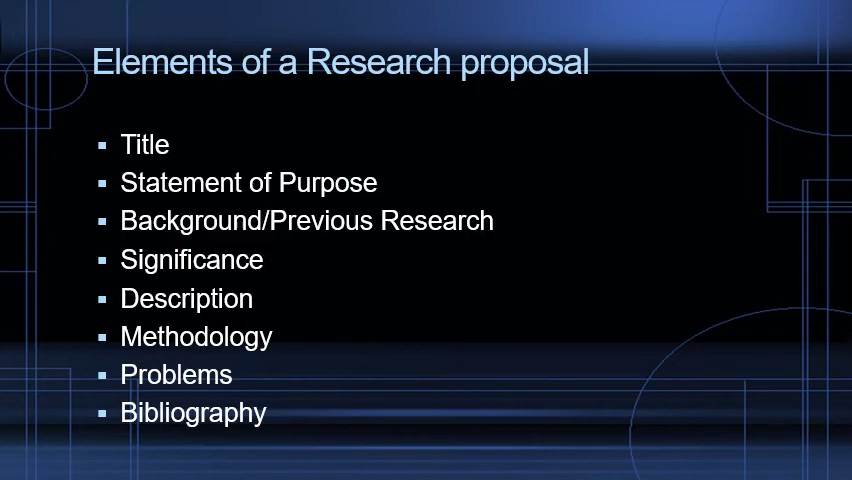 Elements of a Research proposal
▪ Title
▪ Statement of Purpose
▪ Background/Previous Research
▪ Significance
▪ Description
▪ Methodology
▪ Problems
▪ Bibliography